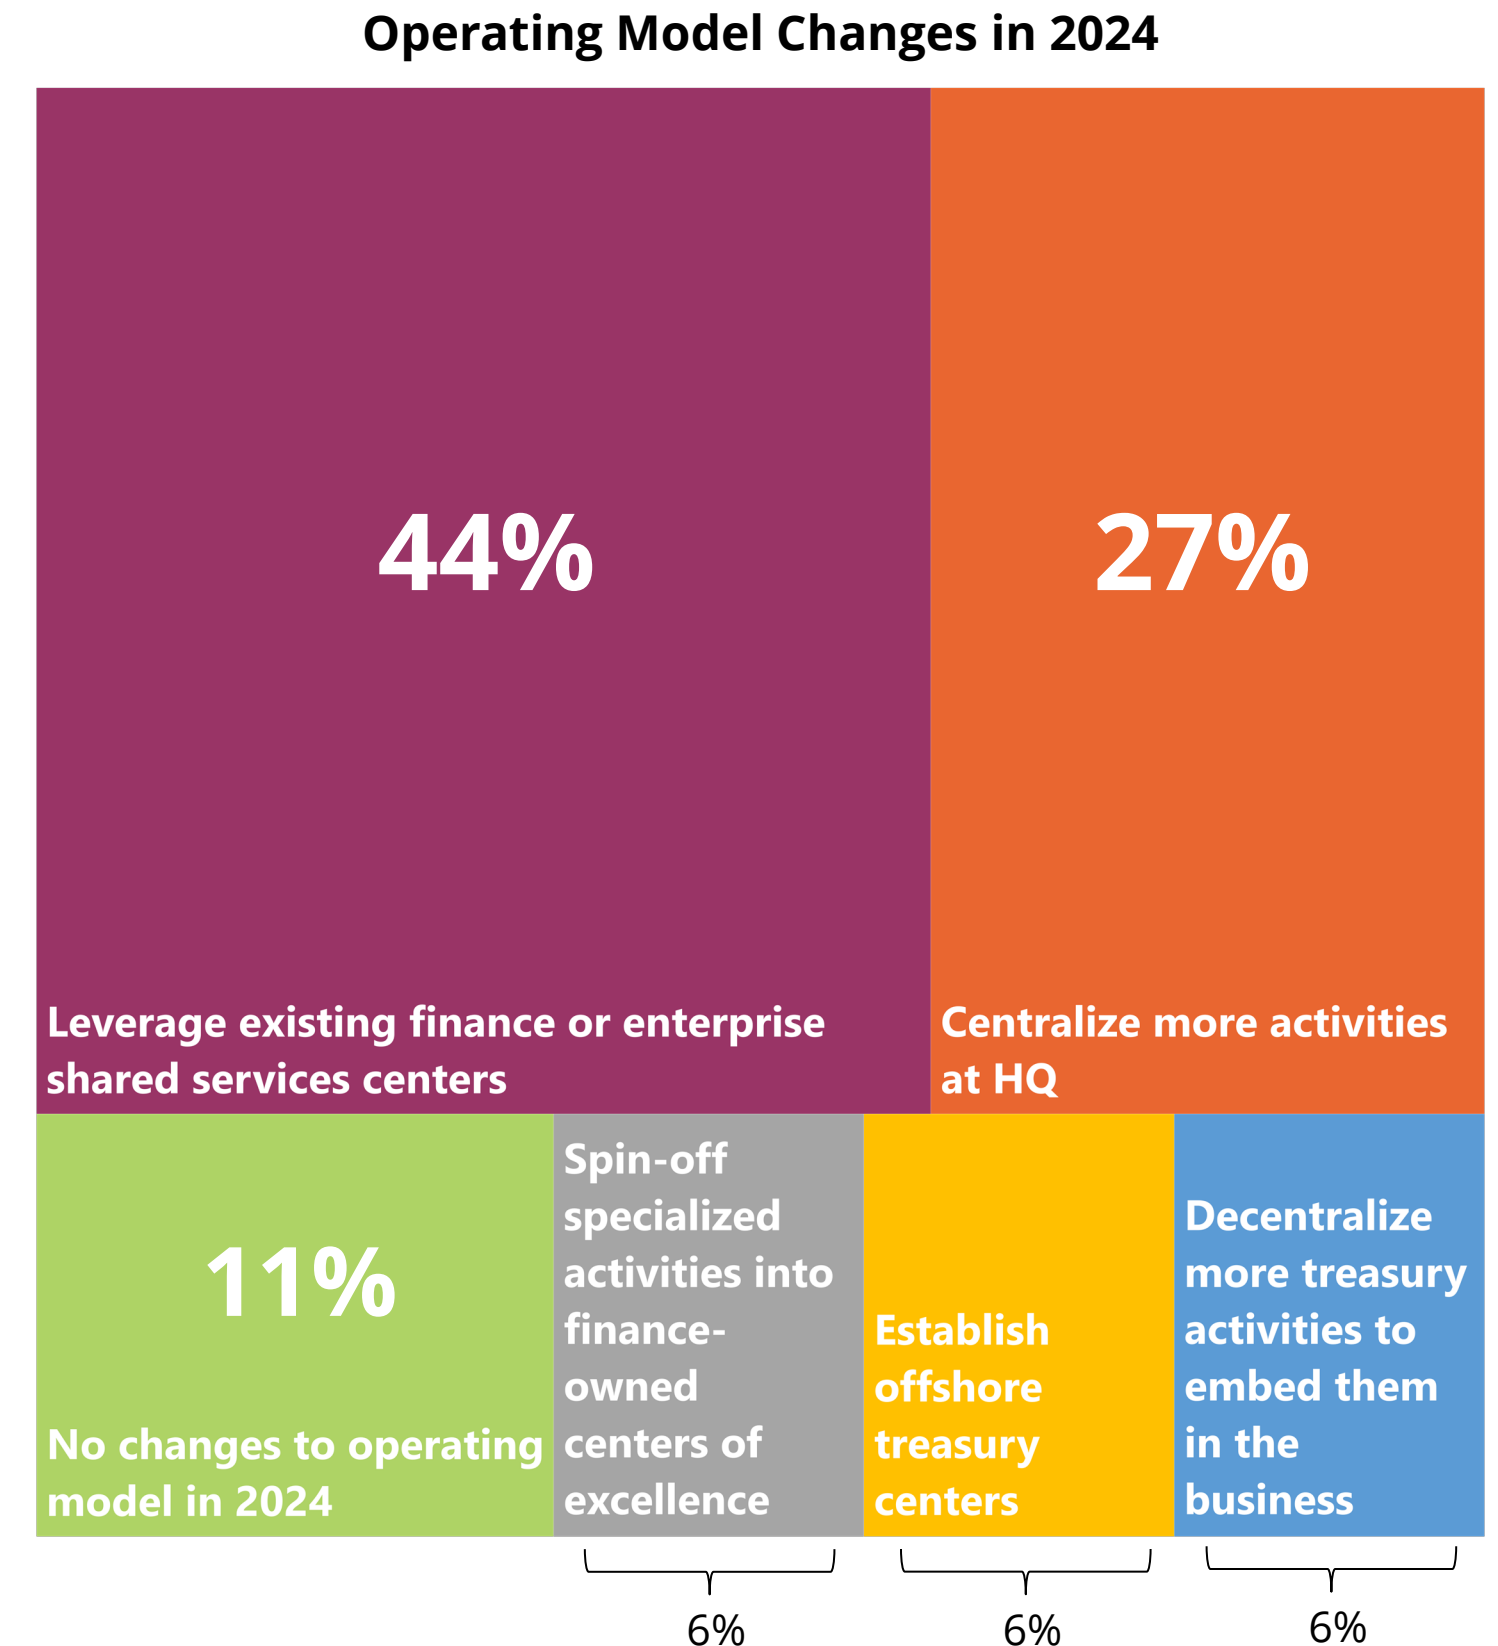 Operating Model Changes in 2024
44%
Leverage existing finance or enterprise
shared services centers
27%
Centralize more activities
at HQ
11%
No changes to operating
model in 2024
Spin-off
specialized
activities into
finance-
owned
centers of
excellence
Establish
offshore
treasury
centers
Decentralize
more treasury
activities to
embed them
in the
business
6%
6%
6%